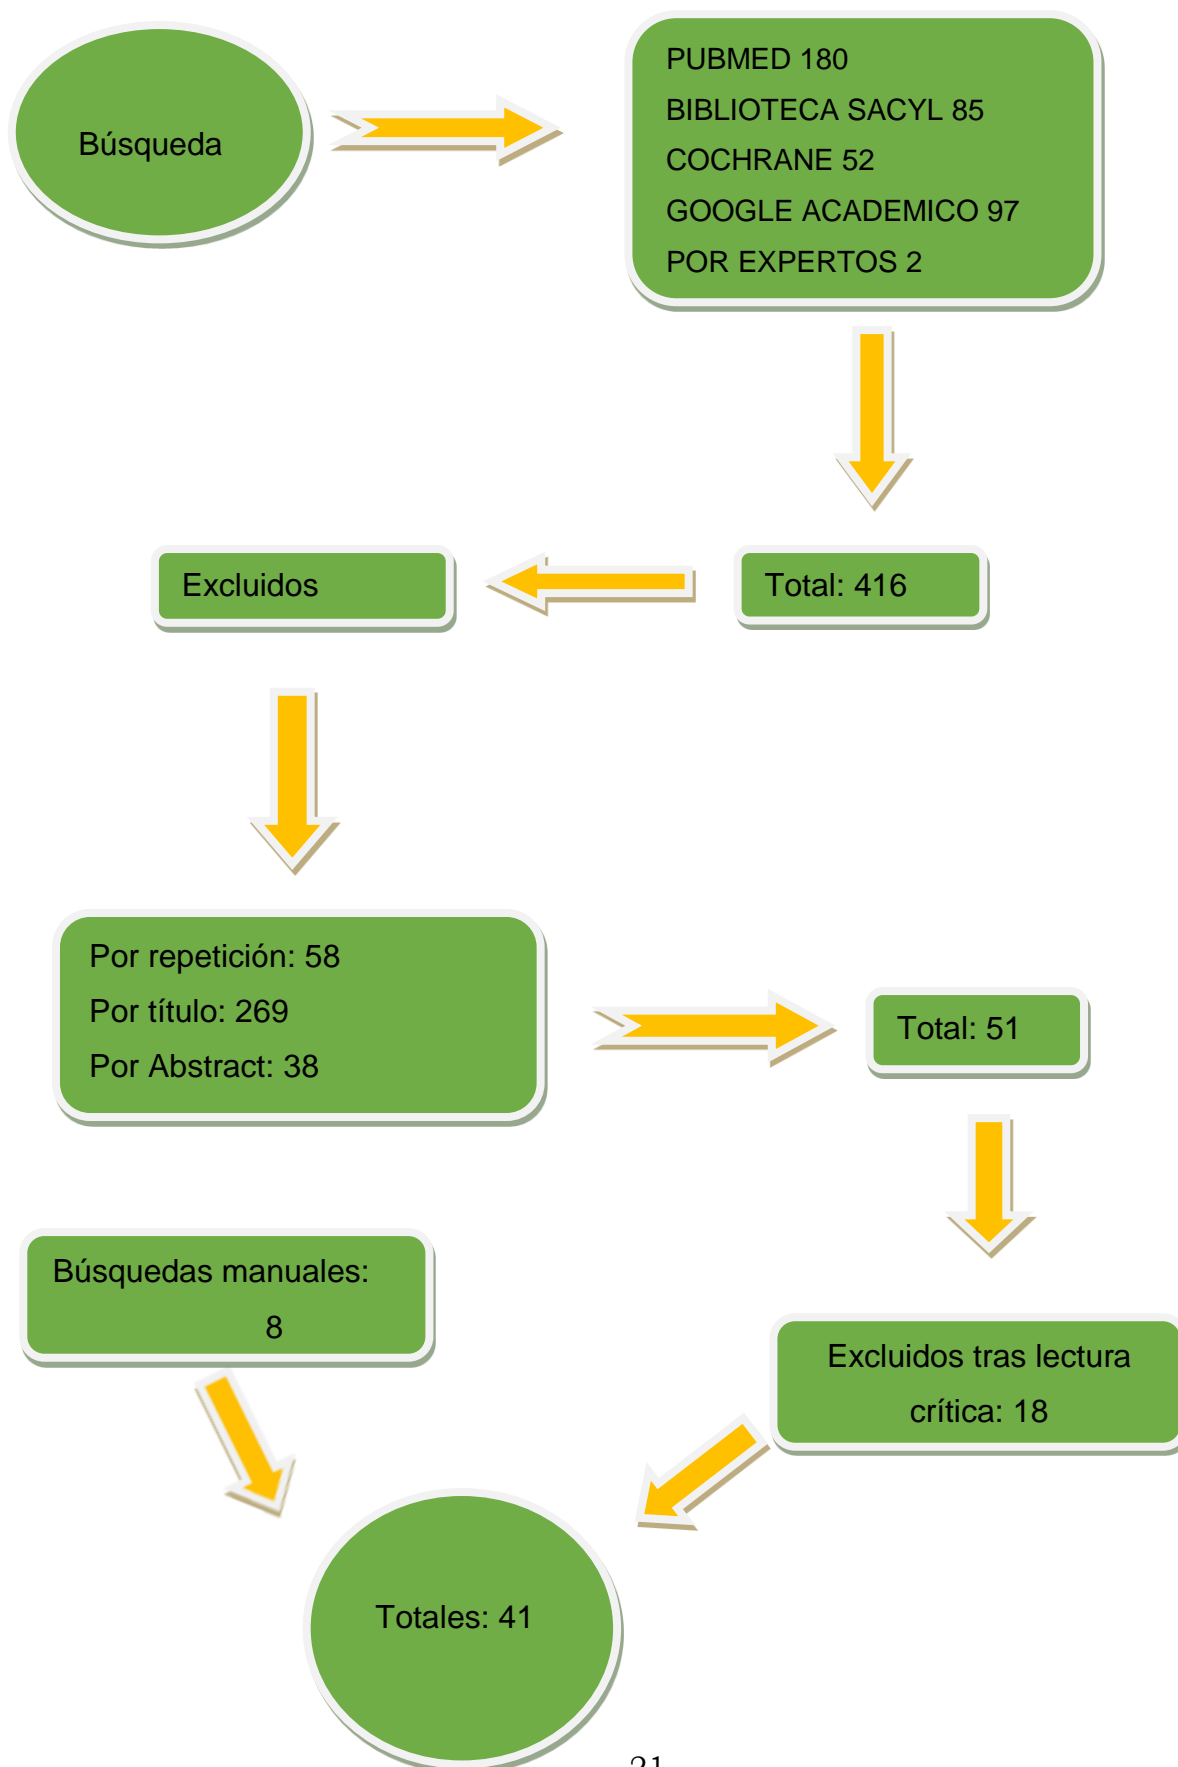 Búsqueda
PUBMED 180
BIBLIOTECA SACYL 85
COCHRANE 52
GOOGLE ACADEMICO 97
POR EXPERTOS 2
Total: 416
Excluidos
Por repetición: 58
Por título: 269
Por Abstract: 38
Total: 51
Búsquedas manuales:
8
Excluidos tras lectura
crítica: 18
Totales: 41
21